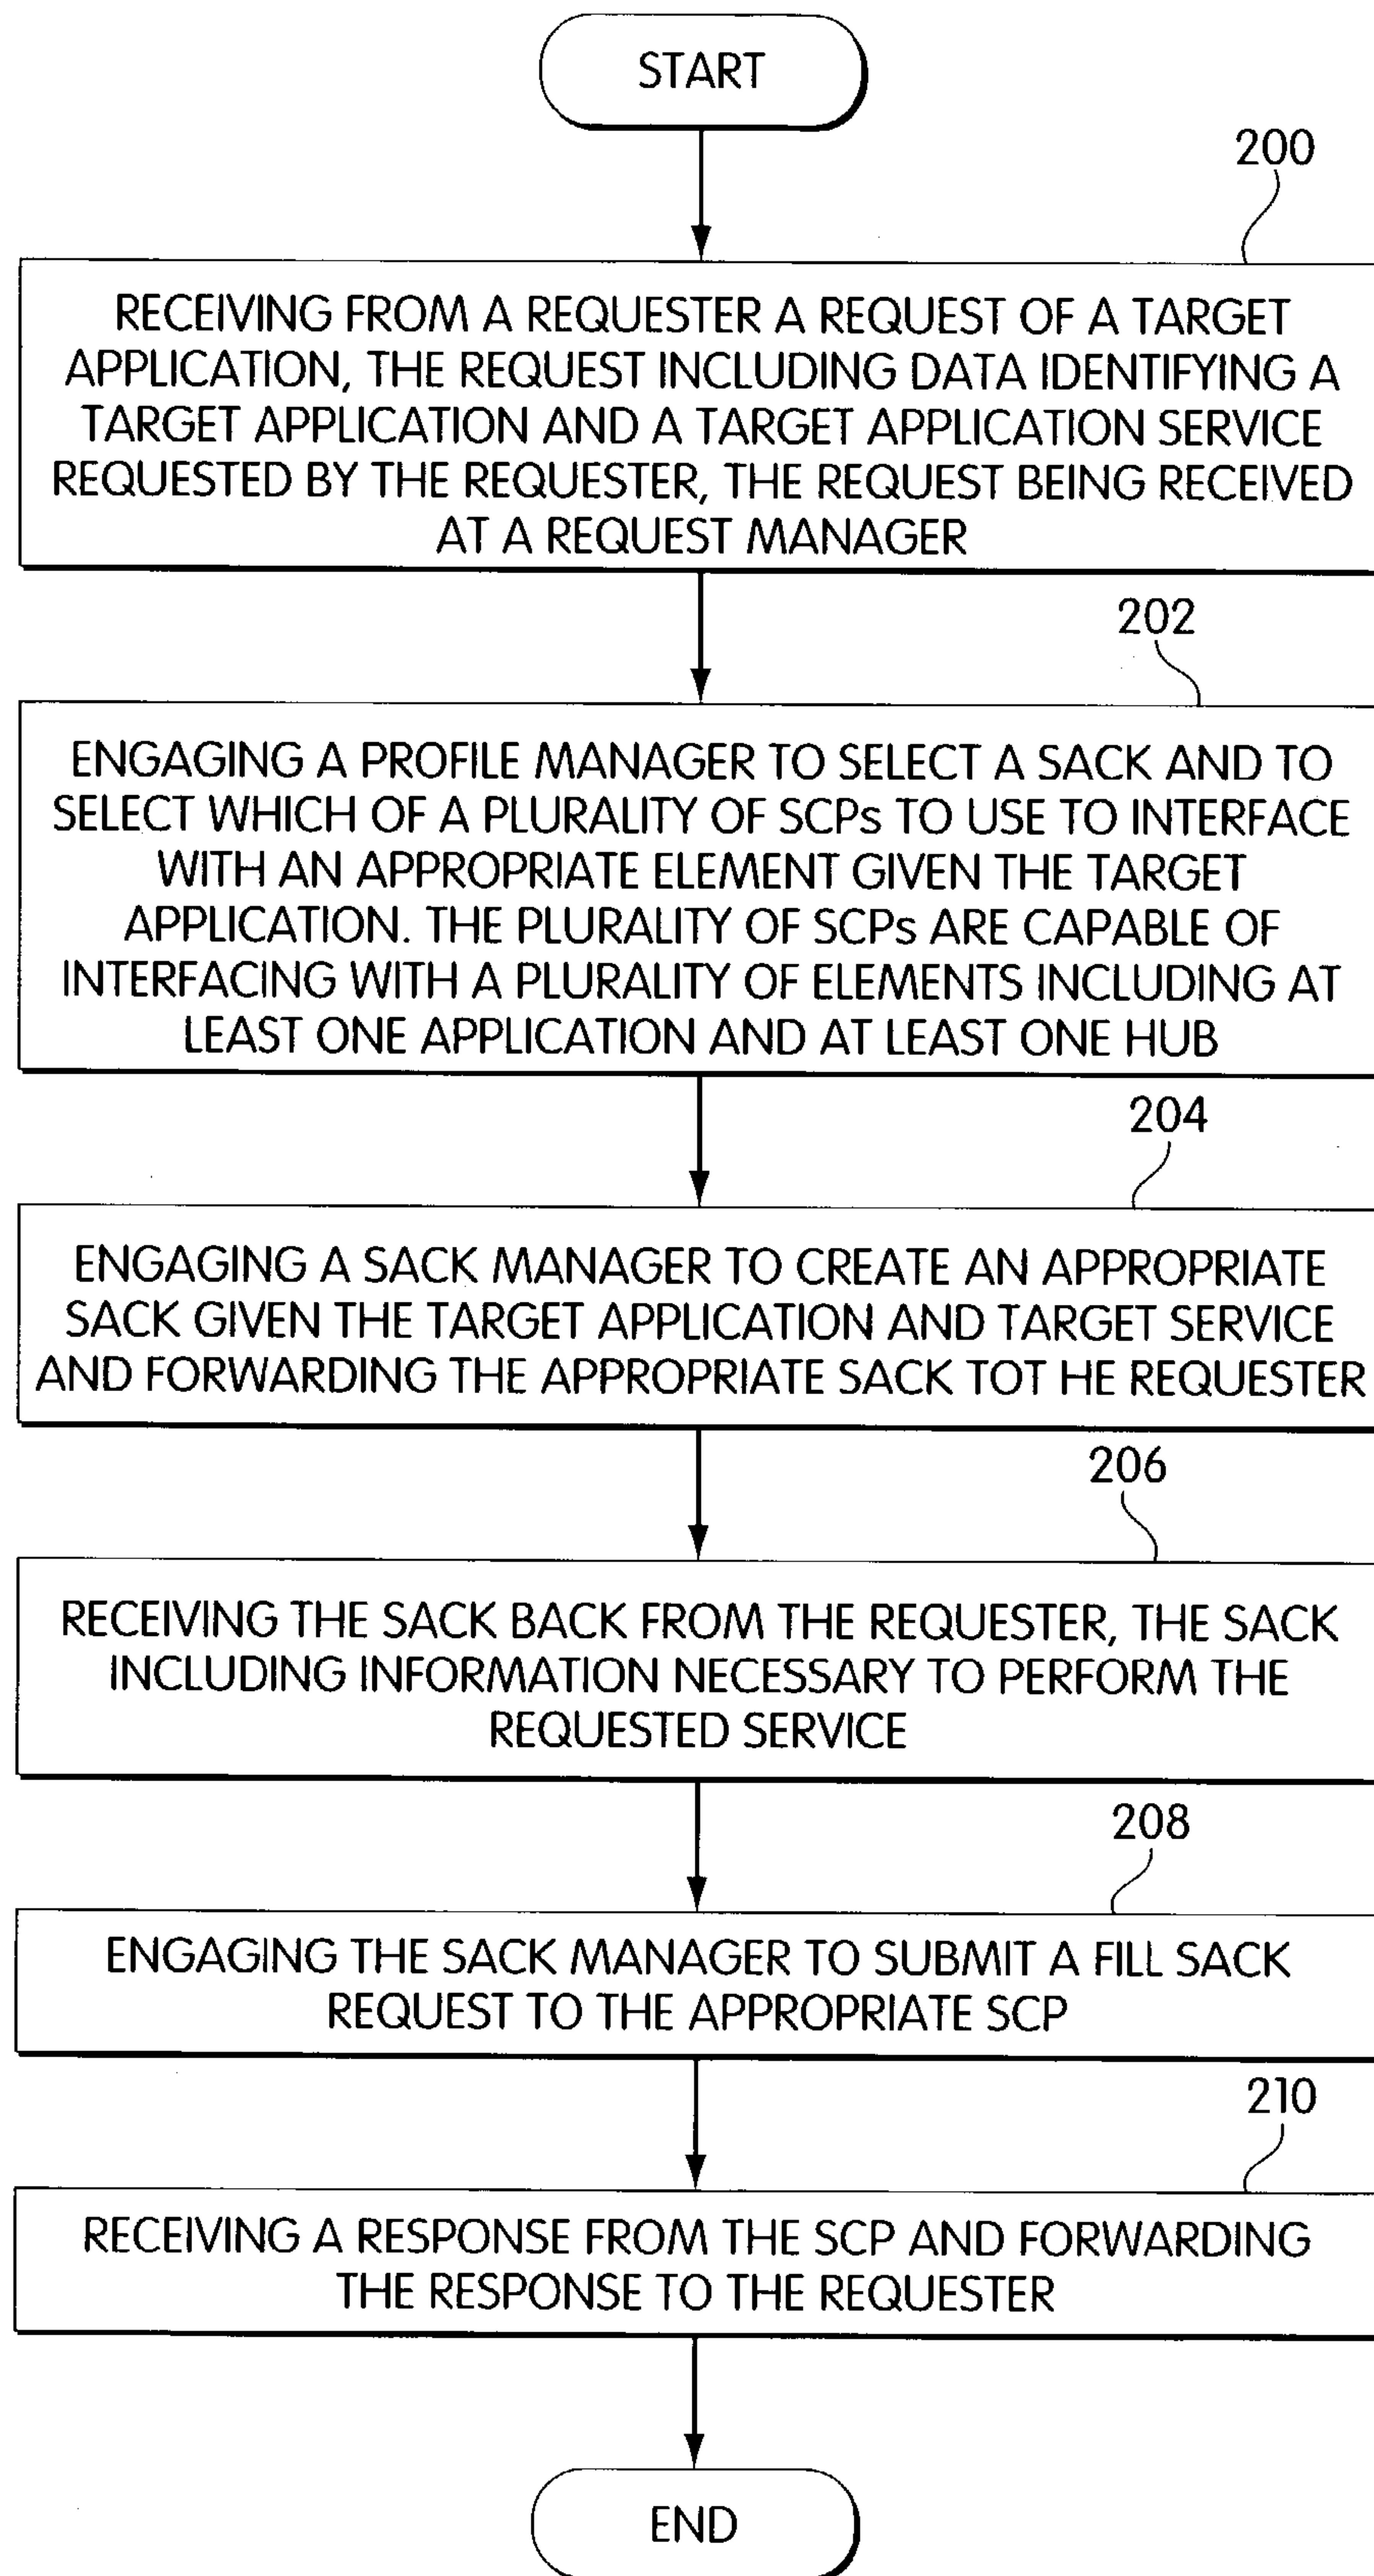 START
200
RECEIVING FROM A REQUESTER A REQUEST OF A TARGET
APPLICATION, THE REQUEST INCLUDING DATA IDENTIFYING A
TARGET APPLICATION AND A TARGET APPLICATION SERVICE
REQUESTED BY THE REQUESTER, THE REQUEST BEING RECEIVED
AT A REQUEST MANAGER
202
ENGAGING A PROFILE MANAGER TO SELECT A SACK AND TO
SELECT WHICH OF A PLURALITY OF SCPs TO USE TO INTERFACE
WITH AN APPROPRIATE ELEMENT GIVEN THE TARGET
APPLICATION. THE PLURALITY OF SCPs ARE CAPABLE OF
INTERFACING WITH A PLURALITY OF ELEMENTS INCLUDING AT
LEAST ONE APPLICATION AND AT LEAST ONE HUB
204
ENGAGING A SACK MANAGER TO CREATE AN APPROPRIATE
SACK GIVEN THE TARGET APPLICATION AND TARGET SERVICE
AND FORWARDING THE APPROPRIATE SACK TOT HE REQUESTER
206
RECEIVING THE SACK BACK FROM THE REQUESTER, THE SACK
INCLUDING INFORMATION NECESSARY TO PERFORM THE
REQUESTED SERVICE
208
ENGAGING THE SACK MANAGER TO SUBMIT A FILL SACK
REQUEST TO THE APPROPRIATE SCP
210
RECEIVING A RESPONSE FROM THE SCP AND FORWARDING
THE RESPONSE TO THE REQUESTER
END